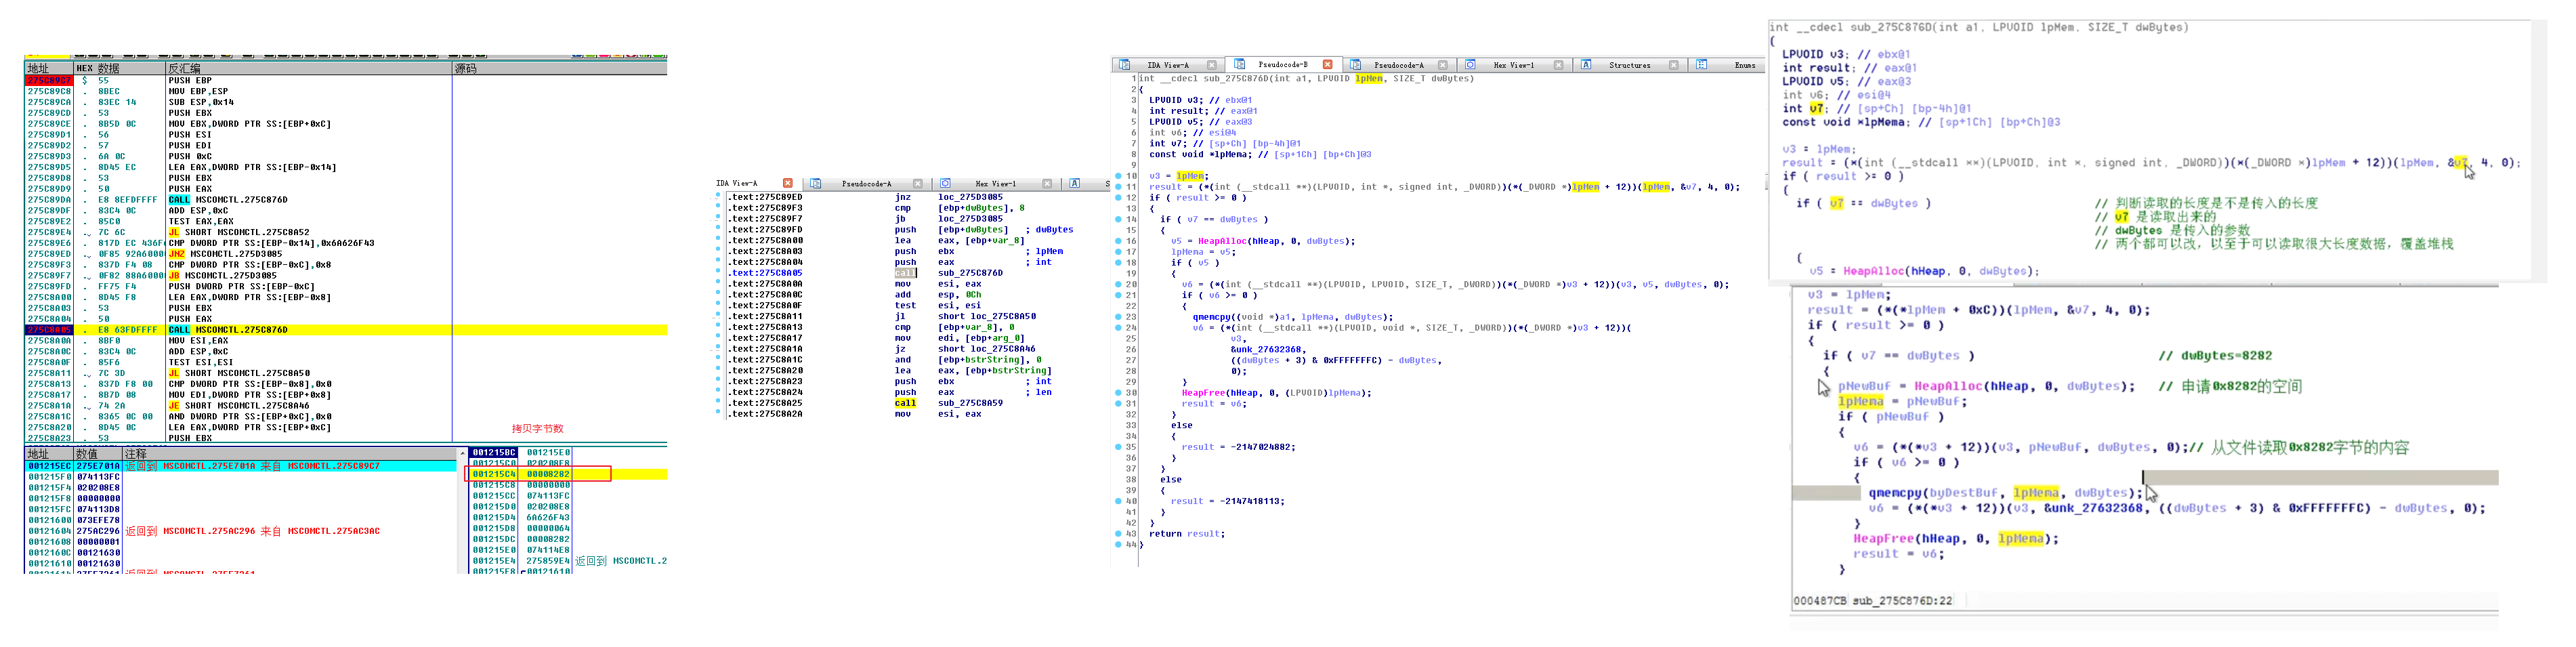 地址 HEX 数据 反汇编 源码
275C89C7 $ 55 PUSH EBP
275C89C8 . 8BEC MOV EBP,ESP
275C89CA . 83EC 14 SUB ESP,0x14
275C89CD . 53 PUSH EBX
275C89CE . 8B5D 0C MOV EBX,DWORD PTR SS:[EBP+0xC]
275C89D1 . 56 PUSH ESI
275C89D2 . 57 PUSH EDI
275C89D3 . 6A 0C PUSH 0xC
275C89D5 . 8D45 EC LEA EAX,DWORD PTR SS:[EBP-0x14]
275C89D8 . 53 PUSH EBX
275C89D9 . 50 PUSH EAX
275C89DA . E8 8EFDFFFF CALL MSCOMCTL.275C876D
275C89DF . 83C4 0C ADD ESP,0xC
275C89E2 . 85C0 TEST EAX,EAX
275C89E4 .. 7C 6C JL SHORT MSCOMCTL.275C8A52
275C89E6 . 817D EC 436F CMP DWORD PTR SS:[EBP-0x14],0x6A626F43
275C89ED .. 0F85 92A60000 JNZ MSCOMCTL.275D3085
275C89F3 . 837D F4 08 CMP DWORD PTR SS:[EBP-0xC],0x8
275C89F7 .. 0F82 88A60000 JB MSCOMCTL.275D3085
275C89FD . FF75 F4 PUSH DWORD PTR SS:[EBP-0xC]
275C8A00 . 8D45 F8 LEA EAX,DWORD PTR SS:[EBP-0x8]
275C8A03 . 53 PUSH EBX
275C8A04 . 50 PUSH EAX
275C8A05 . E8 63FDFFFF CALL MSCOMCTL.275C876D
275C8A0A . 8BF0 MOV ESI,EAX
275C8A0C . 83C4 0C ADD ESP,0xC
275C8A0F . 85F6 TEST ESI,ESI
275C8A11 .. 7C 3D JL SHORT MSCOMCTL.275C8A50
275C8A13 . 837D F8 00 CMP DWORD PTR SS:[EBP-0x8],0x0
275C8A17 . 8B7D 08 MOV EDI,DWORD PTR SS:[EBP+0x8]
275C8A1A .. 74 2A JE SHORT MSCOMCTL.275C8A46
275C8A1C . 8365 0C 00 AND DWORD PTR SS:[EBP+0xC],0x0
275C8A20 . 8D45 0C LEA EAX,DWORD PTR SS:[EBP+0xC]
275C8A23 . 53 PUSH EBX
拷贝字节数
地址 数值 注释
001215EC 275E701A 返回到 MSCOMCTL.275E701A 来自 MSCOMCTL.275C89C7
001215F0 074113FC
001215F4 020208E8
001215F8 00000000
001215FC 074113D8
00121600 073EFE78
00121604 275AC296 返回到 MSCOMCTL.275AC296 来自 MSCOMCTL.275AC3AC
00121608 00000001
0012160C 00121630
00121610 00121630
001215BC 001215E0
001215C0 020208E8
001215C4 00008282
001215C8 00000000
001215CC 074113FC
001215D0 020208E8
001215D4 6A626F43
001215D8 00000064
001215DC 00008282
001215E0 074114E8
001215E4 275859E4 返回到 MSCOMCTL.2
001215E8 00121610
IDA View-A Pseudocode-A Hex View-1
.text:275C89ED jnz loc_275D3085
.text:275C89F3 cmp [ebp+dwBytes], 8
.text:275C89F7 jb loc_275D3085
.text:275C89FD push [ebp+dwBytes] ; dwBytes
.text:275C8A00 lea eax, [ebp+var_8]
.text:275C8A03 push ebx ; lpMem
.text:275C8A04 push eax ; int
.text:275C8A05 call sub_275C876D
.text:275C8A0A mov esi, eax
.text:275C8A0C add esp, 0Ch
.text:275C8A0F test esi, esi
.text:275C8A11 jl short loc_275C8A50
.text:275C8A13 cmp [ebp+var_8], 0
.text:275C8A17 mov edi, [ebp+arg_0]
.text:275C8A1A jz short loc_275C8A46
.text:275C8A1C and [ebp+bstrString], 0
.text:275C8A20 lea eax, [ebp+bstrString]
.text:275C8A23 push ebx ; int
.text:275C8A24 push eax ; len
.text:275C8A25 call sub_275C8A59
.text:275C8A2A mov esi, eax
IDA View-A Pseudocode-B Pseudocode-A Hex View-1 Structures Enums
1 int __cdecl sub_275C876D(int a1, LPVOID lpMem, SIZE_T dwBytes)
2 {
3 LPVOID v3; // ebx@1
4 int result; // eax@1
5 LPVOID v5; // eax@3
6 int v6; // esi@4
7 int v7; // [sp+Ch] [bp-4h]@1
8 const void *lpMema; // [sp+1Ch] [bp+Ch]@3
9
10 v3 = lpMem;
11 result = (*(int (__stdcall **)(LPVOID, int *, signed int, _DWORD))(*(_DWORD *)lpMem + 12))(lpMem, &v7, 4, 0);
12 if ( result >= 0 )
13 {
14 if ( v7 == dwBytes )
15 {
16 v5 = HeapAlloc(hHeap, 0, dwBytes);
17 lpMema = v5;
18 if ( v5 )
19 {
20 v6 = (*(int (__stdcall **)(LPVOID, LPVOID, SIZE_T, _DWORD))(*(_DWORD *)v3 + 12))(v3, v5, dwBytes, 0);
21 if ( v6 >= 0 )
22 {
23 qmemcpy((void *)a1, lpMema, dwBytes);
24 v6 = (*(int (__stdcall **)(LPVOID, void *, SIZE_T, _DWORD))(*(_DWORD *)v3 + 12))(
25 v3,
26 &unk_27632368,
27 ((dwBytes + 3) & 0xFFFFFFFC) - dwBytes,
28 0);
29 }
30 HeapFree(hHeap, 0, (LPVOID)lpMema);
31 result = v6;
32 }
33 else
34 {
35 result = -2147024882;
36 }
37 }
38 else
39 {
40 result = -2147418113;
41 }
42 }
43 return result;
44 }
int __cdecl sub_275C876D(int a1, LPVOID lpMem, SIZE_T dwBytes)
{
LPVOID v3; // ebx@1
int result; // eax@1
LPVOID v5; // eax@3
int v6; // esi@4
int v7; // [sp+Ch] [bp-4h]@1
const void *lpMema; // [sp+1Ch] [bp+Ch]@3
v3 = lpMem;
result = (*(int (__stdcall **)(LPVOID, int *, signed int, _DWORD))(*(_DWORD *)lpMem + 12))(lpMem, &v7, 4, 0);
if ( result >= 0 )
{
if ( v7 == dwBytes ) // 判断读取的长度是不是传入的长度
// v7 是读取出来的
// dwBytes 是传入的参数
// 两个都可以改，以至于可以读取很大长度数据，覆盖堆栈
{
v5 = HeapAlloc(hHeap, 0, dwBytes);
v3 = lpMem;
result = (*(*lpMem + 0xC))(lpMem, &v7, 4, 0);
if ( result >= 0 )
{
if ( v7 == dwBytes ) // dwBytes=8282
{
pNewBuf = HeapAlloc(hHeap, 0, dwBytes); // 申请0x8282的空间
lpMema = pNewBuf;
if ( pNewBuf )
{
v6 = (*(*v3 + 12))(v3, pNewBuf, dwBytes, 0);// 从文件读取0x8282字节的内容
if ( v6 >= 0 )
{
qmemcpy(byDestBuf, lpMema, dwBytes);
v6 = (*(*v3 + 12))(v3, &unk_27632368, ((dwBytes + 3) & 0xFFFFFFFC) - dwBytes, 0);
}
HeapFree(hHeap, 0, lpMema);
result = v6;
}
000487CB sub_275C876D:22